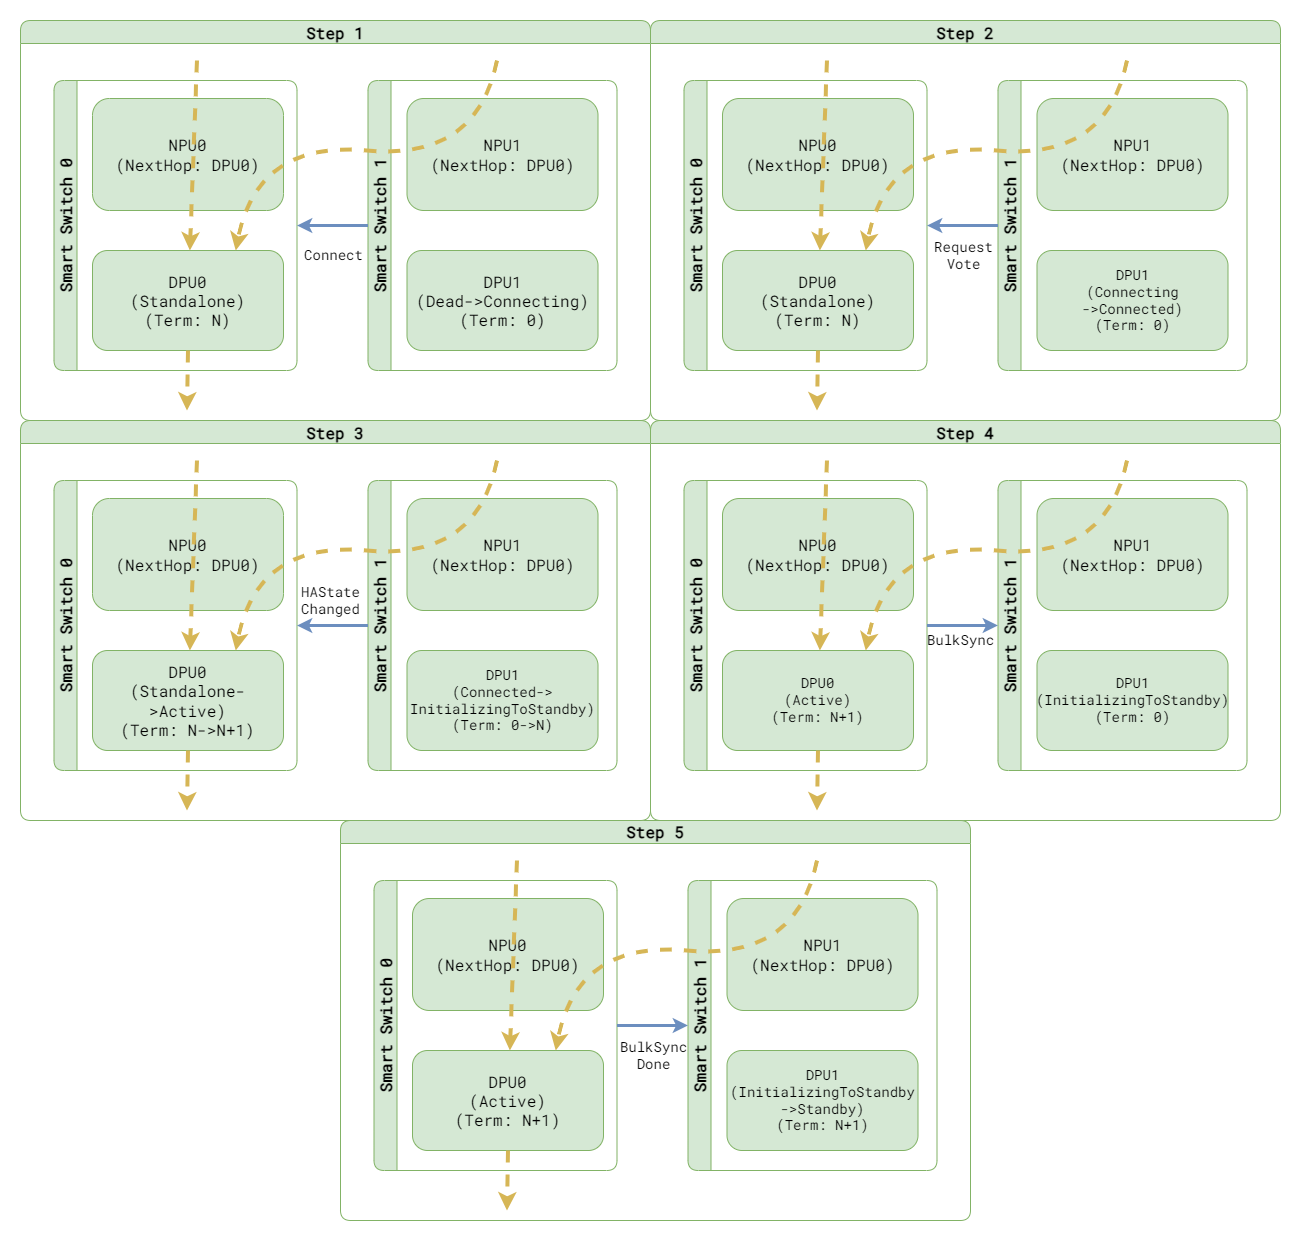 Step 1
Smart Switch 0
NPU0
(NextHop: DPU0)
DPU0
(Standalone)
(Term: N)
Connect
Smart Switch 1
NPU1
(NextHop: DPU0)
DPU1
(Dead->Connecting)
(Term: 0)
Step 2
Smart Switch 0
NPU0
(NextHop: DPU0)
DPU0
(Standalone)
(Term: N)
Request
Vote
Smart Switch 1
NPU1
(NextHop: DPU0)
DPU1
(Connecting
->Connected)
(Term: 0)
Step 3
Smart Switch 0
NPU0
(NextHop: DPU0)
DPU0
(Standalone-
>Active)
(Term: N->N+1)
HAState
Changed
Smart Switch 1
NPU1
(NextHop: DPU0)
DPU1
(Connected->
InitializingToStandby)
(Term: 0->N)
Step 4
Smart Switch 0
NPU0
(NextHop: DPU0)
DPU0
(Active)
(Term: N+1)
BulkSync
Smart Switch 1
NPU1
(NextHop: DPU0)
DPU1
(InitializingToStandby)
(Term: 0)
Step 5
Smart Switch 0
NPU0
(NextHop: DPU0)
DPU0
(Active)
(Term: N+1)
BulkSync
Done
Smart Switch 1
NPU1
(NextHop: DPU0)
DPU1
(InitializingToStandby
->Standby)
(Term: N+1)